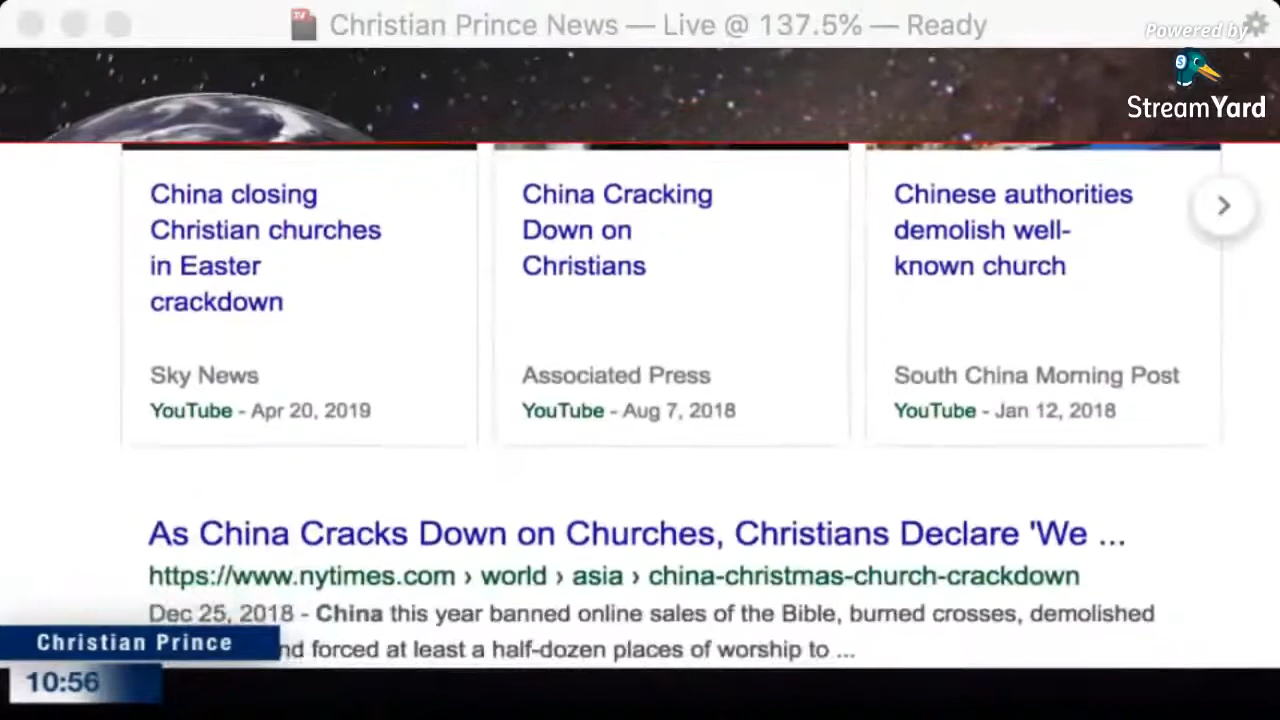 Christian Prince News — Live @ 137.5% — Ready
Powered by
StreamYard
China closing
Christian churches
in Easter
crackdown
Sky News
YouTube - Apr 20, 2019
China Cracking
Down on
Christians
Associated Press
YouTube - Aug 7, 2018
Chinese authorities
demolish well-
known church
South China Morning Post
YouTube - Jan 12, 2018
As China Cracks Down on Churches, Christians Declare 'We ...
https://www.nytimes.com › world › asia › china-christmas-church-crackdown
Dec 25, 2018 - China this year banned online sales of the Bible, burned crosses, demolished
forced at least a half-dozen places of worship to ...
Christian Prince
10:56